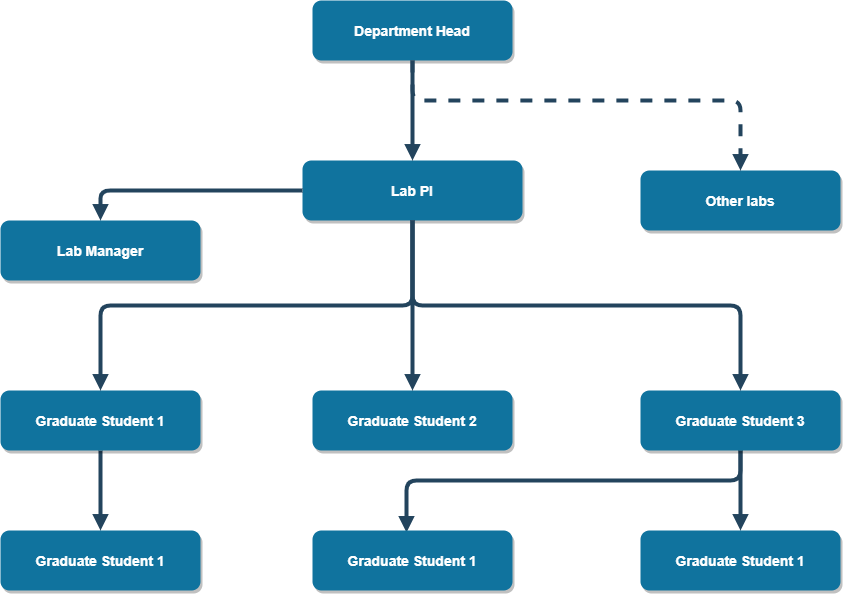 Department Head
Lab PI
Other labs
Lab Manager
Graduate Student 1
Graduate Student 2
Graduate Student 3
Graduate Student 1
Graduate Student 1
Graduate Student 1